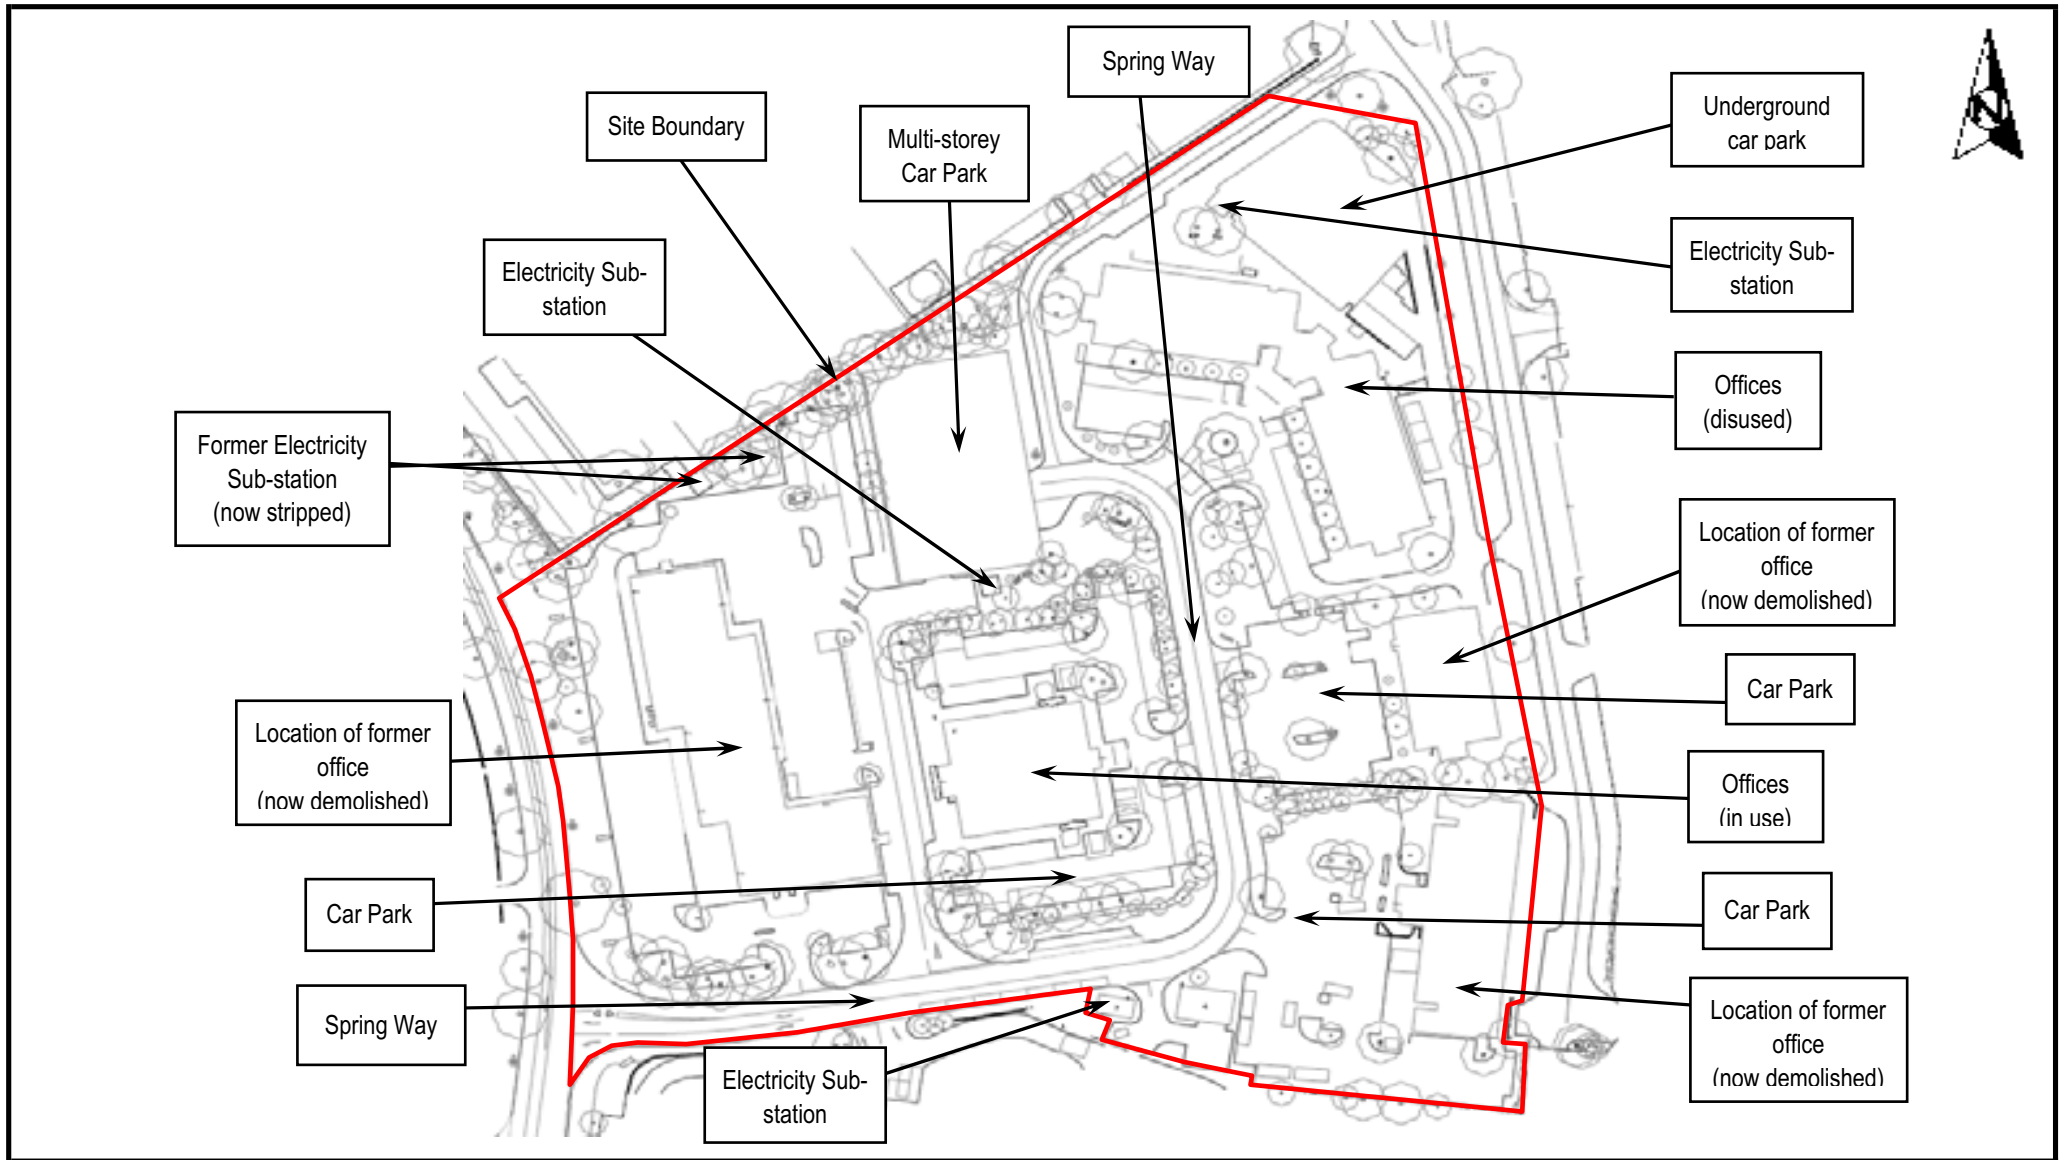 Spring Way
Site Boundary
Multi-storey
Car Park
Underground
car park
Electricity Sub-
station
Electricity Sub-
station
Offices
(disused)
Former Electricity
Sub-station
(now stripped)
Location of former
office
(now demolished)
Car Park
Location of former
office
(now demolished)
Offices
(in use)
Car Park
Car Park
Spring Way
Location of former
office
(now demolished)
Electricity Sub-
station
N